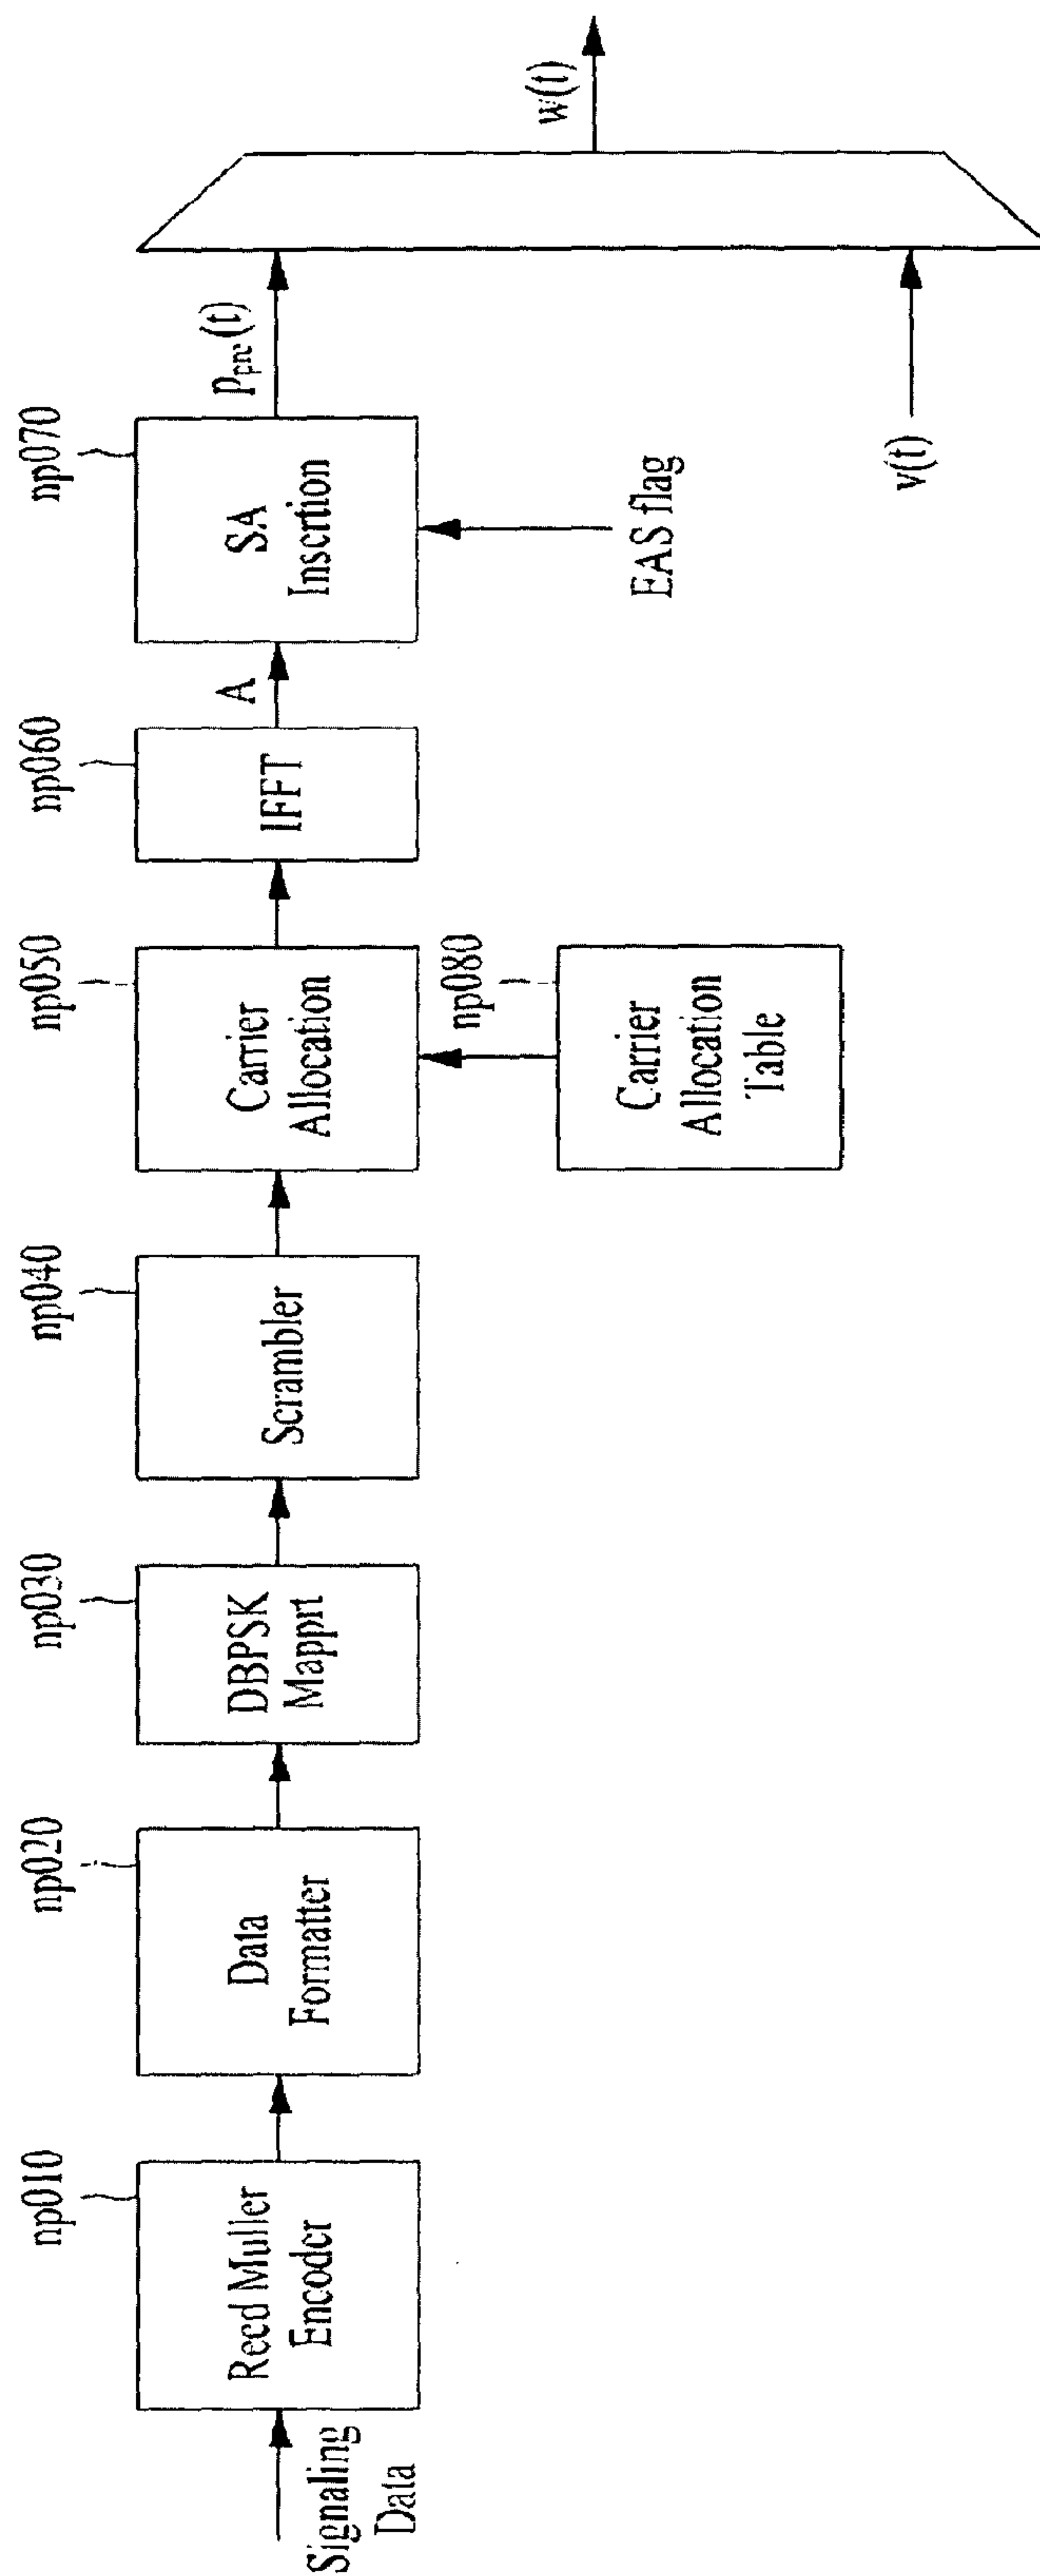 np010
np020
np030
np040
np050
np060
np070
Signaling
Data
Reed Muller
Encoder
Data
Formatter
DBPSK
Mapprt
Scrambler
Carrier
Allocation
IFFT
A
SA
Insertion
Ppre(t)
w(t)
np080
Carrier
Allocation
Table
EAS flag
v(t)